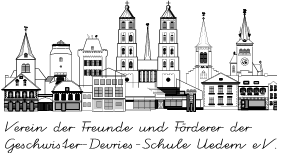 Verein der Freunde und Förderer der
Geschwister-Devries-Schule Uedem e.V.